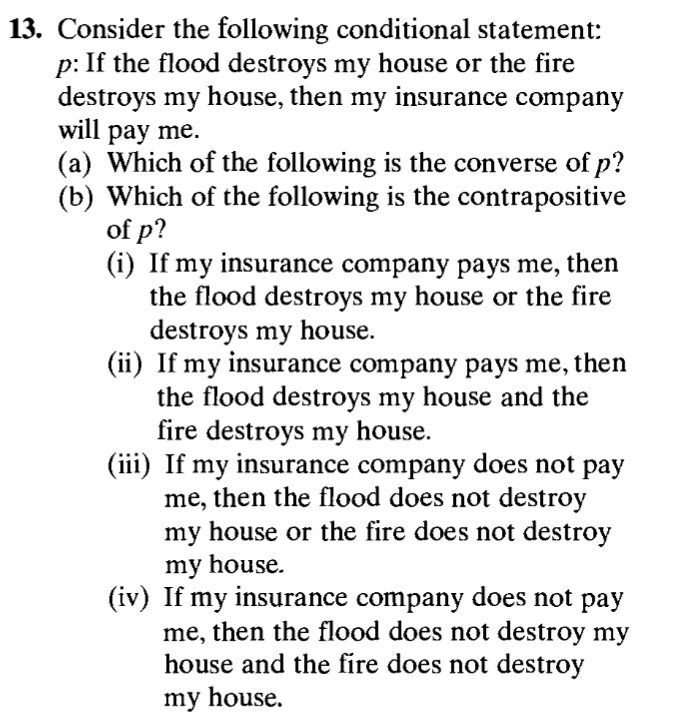 13. Consider the following conditional statement:
p: If the flood destroys my house or the fire
destroys my house, then my insurance company
will pay me.
(a) Which of the following is the converse of p?
(b) Which of the following is the contrapositive
of p?
(i) If my insurance company pays me, then
the flood destroys my house or the fire
destroys my house.
(ii) If my insurance company pays me, then
the flood destroys my house and the
fire destroys my house.
(iii) If my insurance company does not pay
me, then the flood does not destroy
my house or the fire does not destroy
my house.
(iv) If my insurance company does not pay
me, then the flood does not destroy my
house and the fire does not destroy
my house.